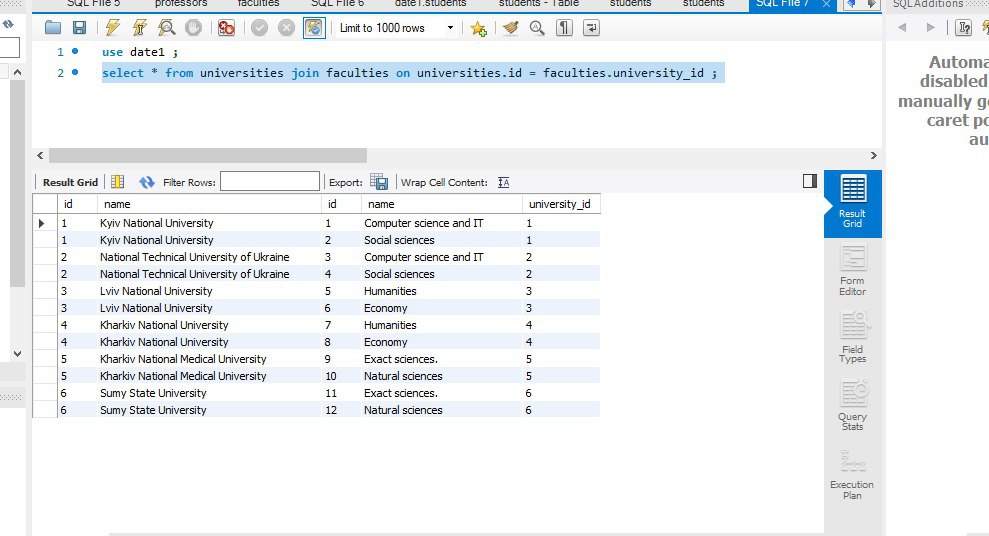 SQL File 5 professors faculties SQL File 6 date1.students students - Table students students SQL File 7 SQLAdditions
Limit to 1000 rows
1 use date1 ;
2 select * from universities join faculties on universities.id = faculties.university_id ;
Automa
disabled
manually g
caret po
au
Result Grid Filter Rows: Export: Wrap Cell Content:
id name id name university_id
1 Kyiv National University 1 Computer science and IT 1
1 Kyiv National University 2 Social sciences 1
2 National Technical University of Ukraine 3 Computer science and IT 2
2 National Technical University of Ukraine 4 Social sciences 2
3 Lviv National University 5 Humanities 3
3 Lviv National University 6 Economy 3
4 Kharkiv National University 7 Humanities 4
4 Kharkiv National University 8 Economy 4
5 Kharkiv National Medical University 9 Exact sciences. 5
5 Kharkiv National Medical University 10 Natural sciences 5
6 Sumy State University 11 Exact sciences. 6
6 Sumy State University 12 Natural sciences 6
Result
Grid
Form
Editor
Field
Types
Query
Stats
Execution
Plan